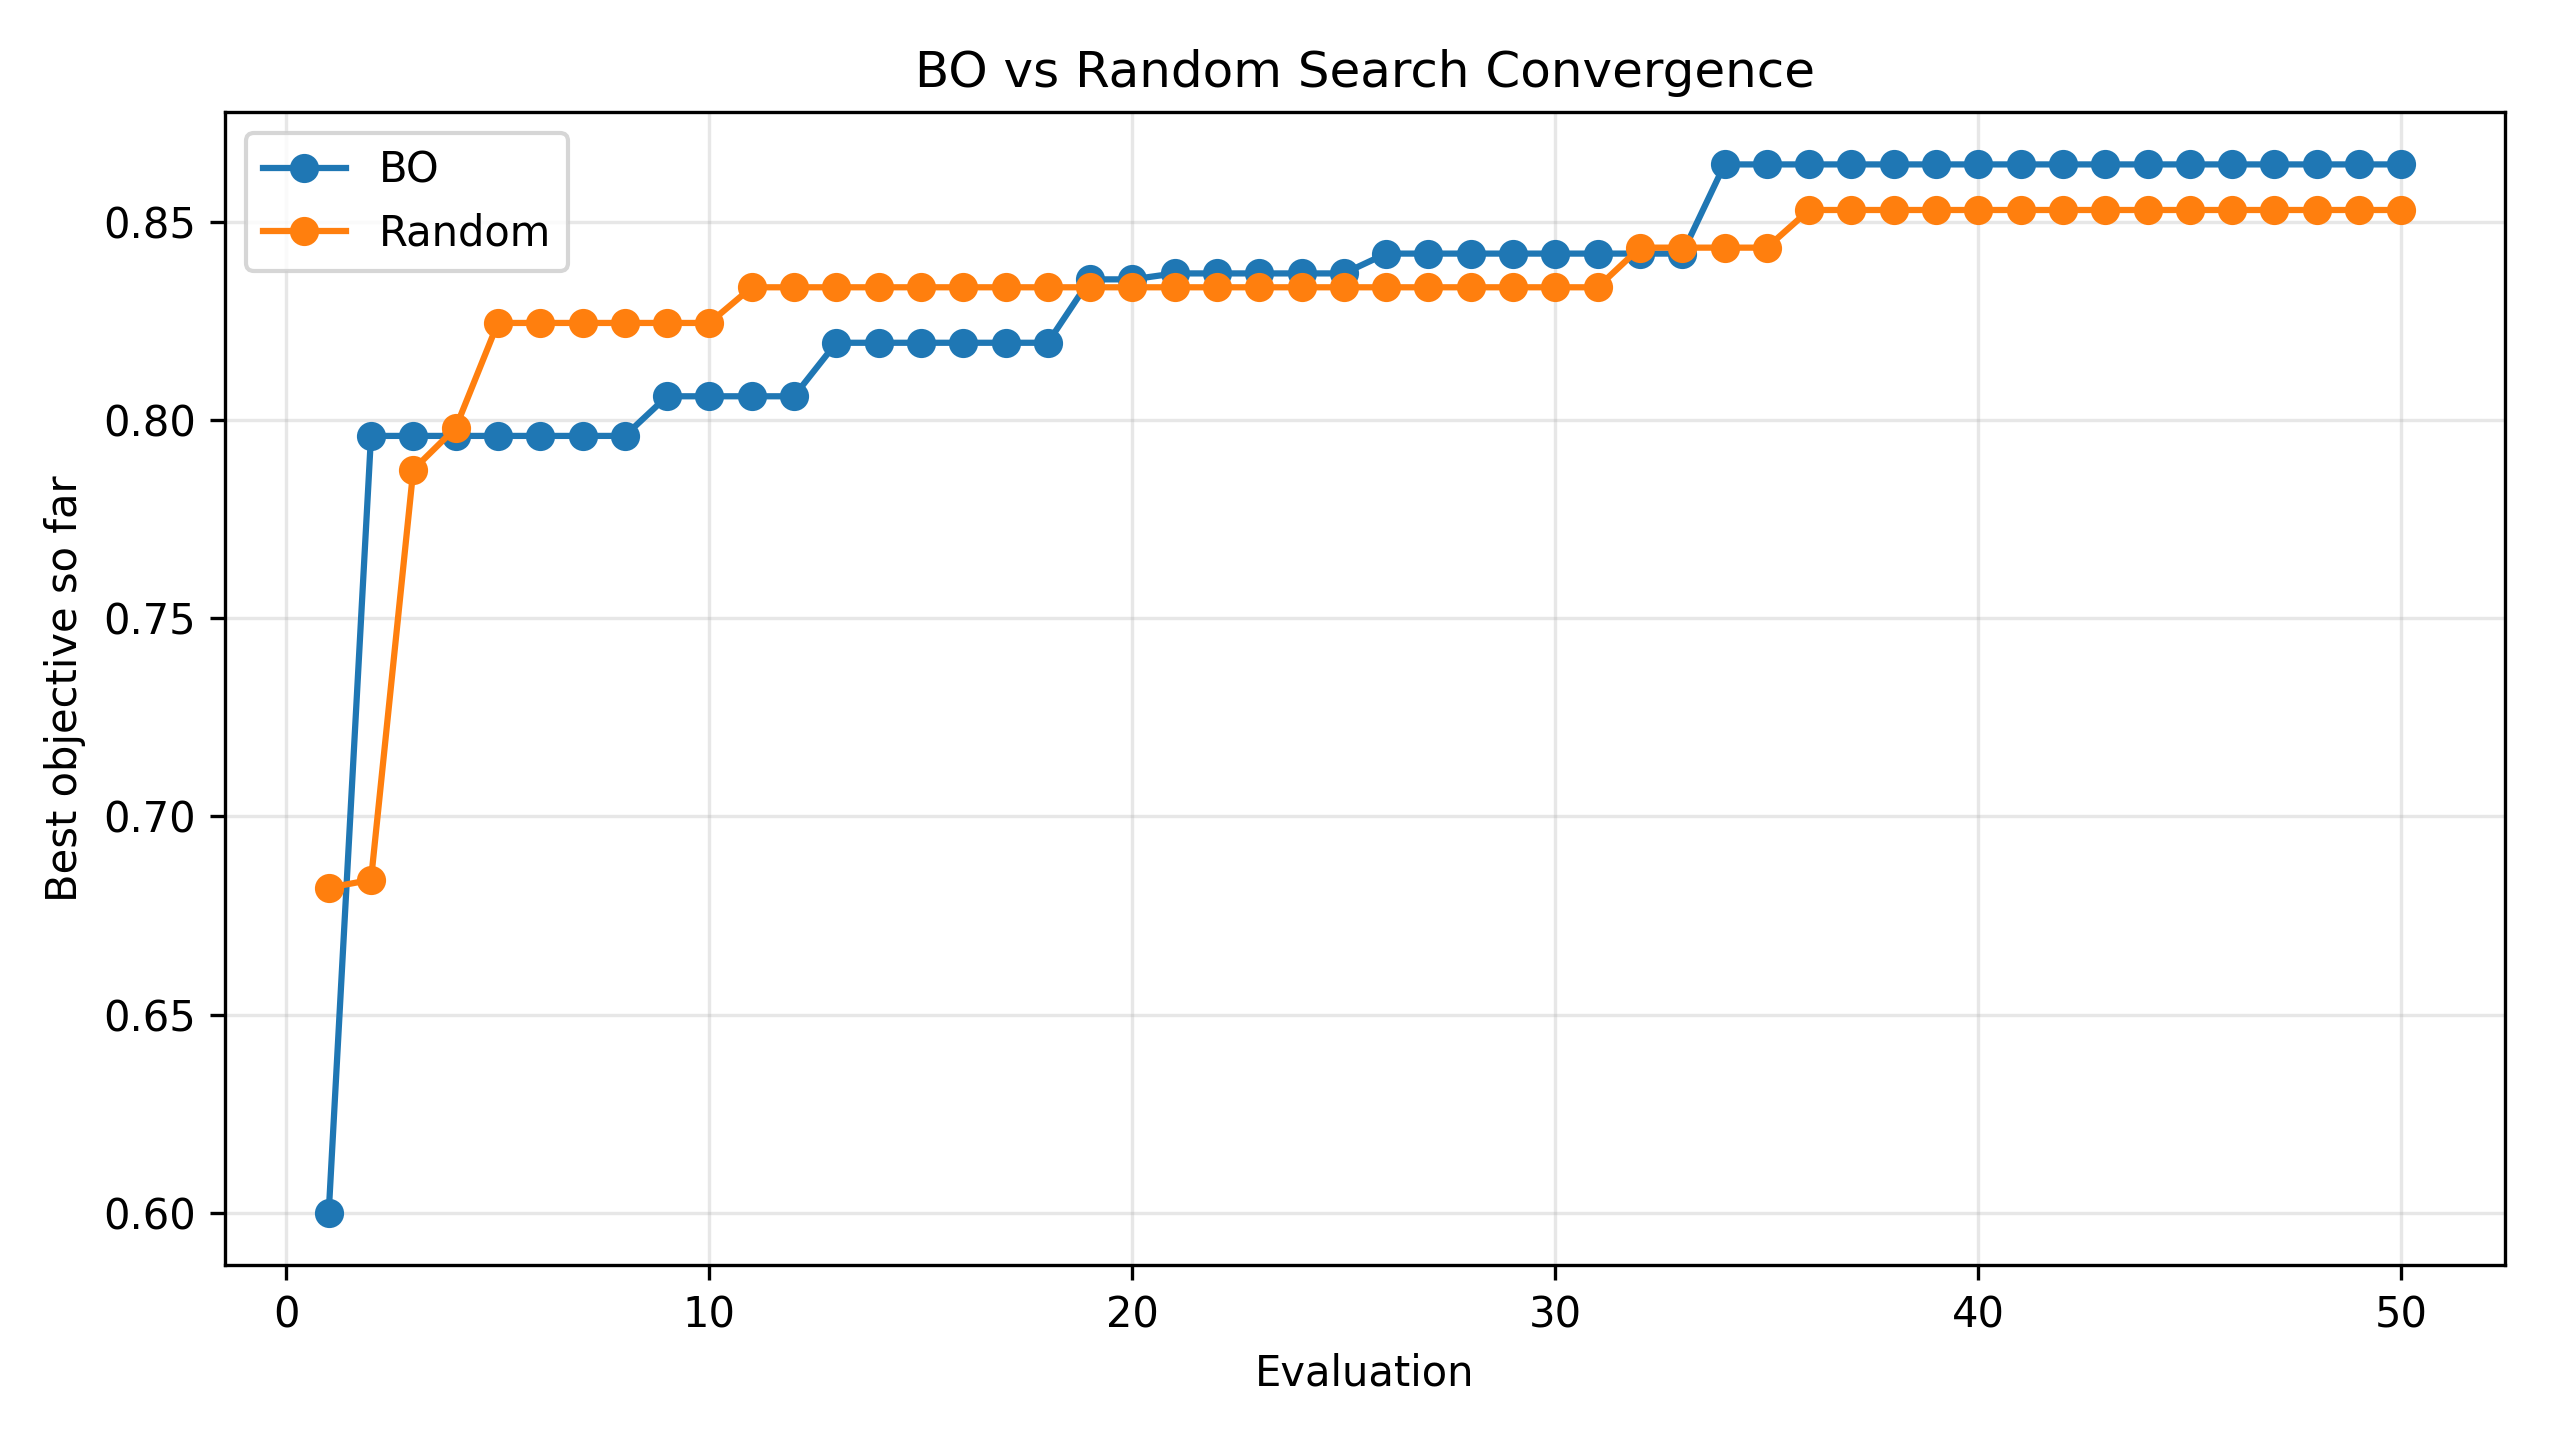 BO vs Random Search Convergence
BO
Random
Best objective so far
0.85
0.80
0.75
0.70
0.65
0.60
0
10
20
30
40
50
Evaluation